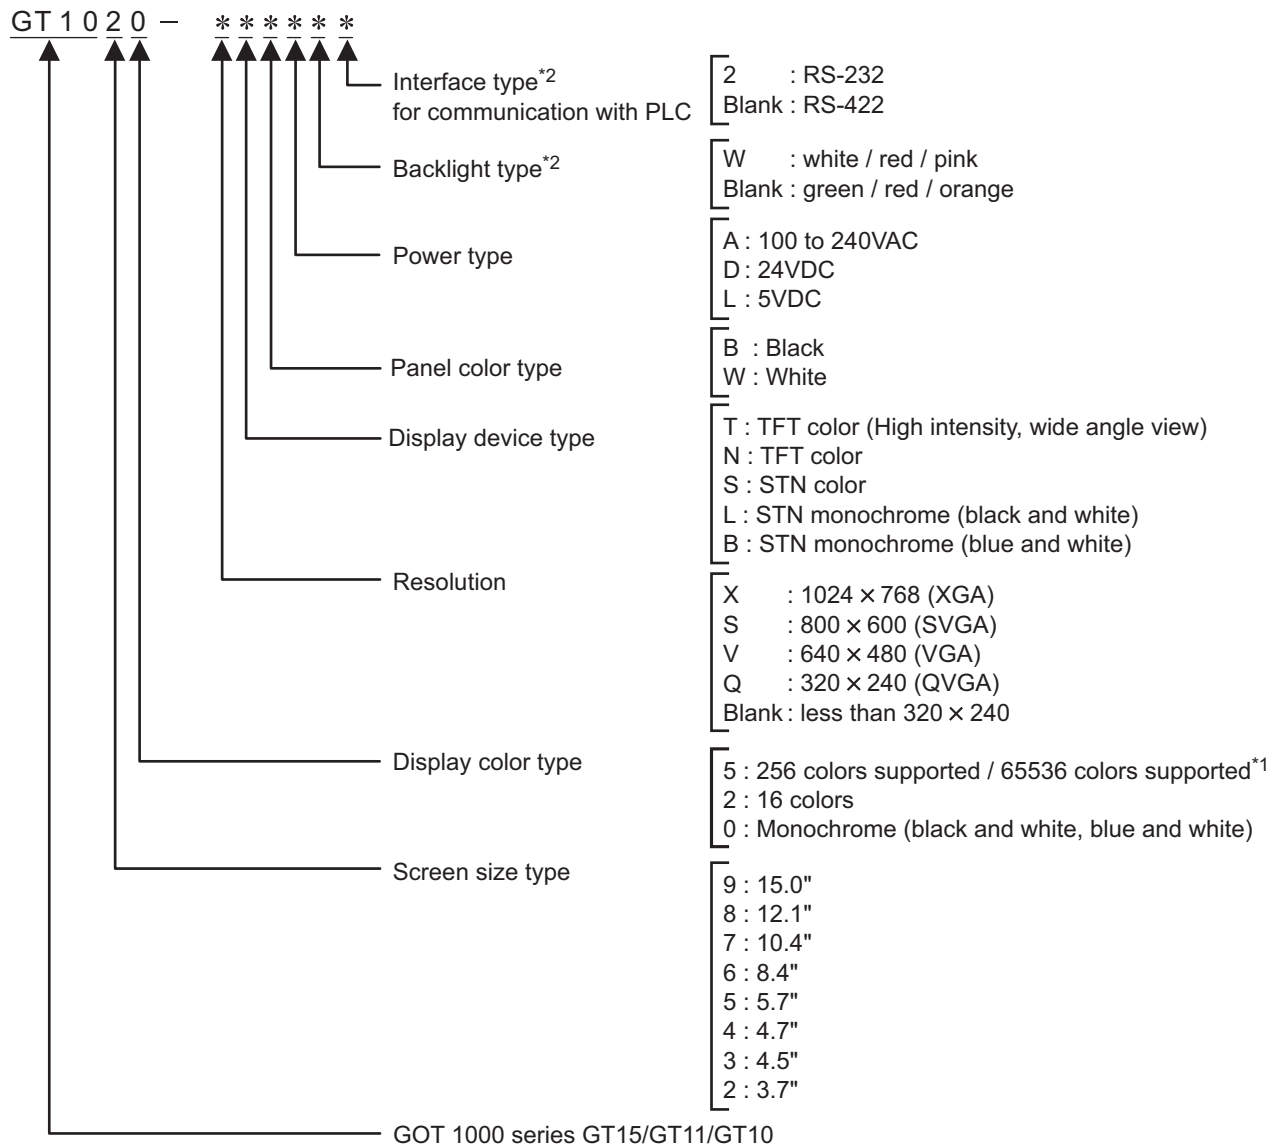 GT1020- ******
Interface type*2
for communication with PLC
2 : RS-232
Blank : RS-422
Backlight type*2
W : white / red / pink
Blank : green / red / orange
Power type
A : 100 to 240VAC
D : 24VDC
L : 5VDC
Panel color type
B : Black
W : White
Display device type
T : TFT color (High intensity, wide angle view)
N : TFT color
S : STN color
L : STN monochrome (black and white)
B : STN monochrome (blue and white)
Resolution
X : 1024 × 768 (XGA)
S : 800 × 600 (SVGA)
V : 640 × 480 (VGA)
Q : 320 × 240 (QVGA)
Blank : less than 320 × 240
Display color type
5 : 256 colors supported / 65536 colors supported*1
2 : 16 colors
0 : Monochrome (black and white, blue and white)
Screen size type
9 : 15.0"
8 : 12.1"
7 : 10.4"
6 : 8.4"
5 : 5.7"
4 : 4.7"
3 : 4.5"
2 : 3.7"
GOT 1000 series GT15/GT11/GT10